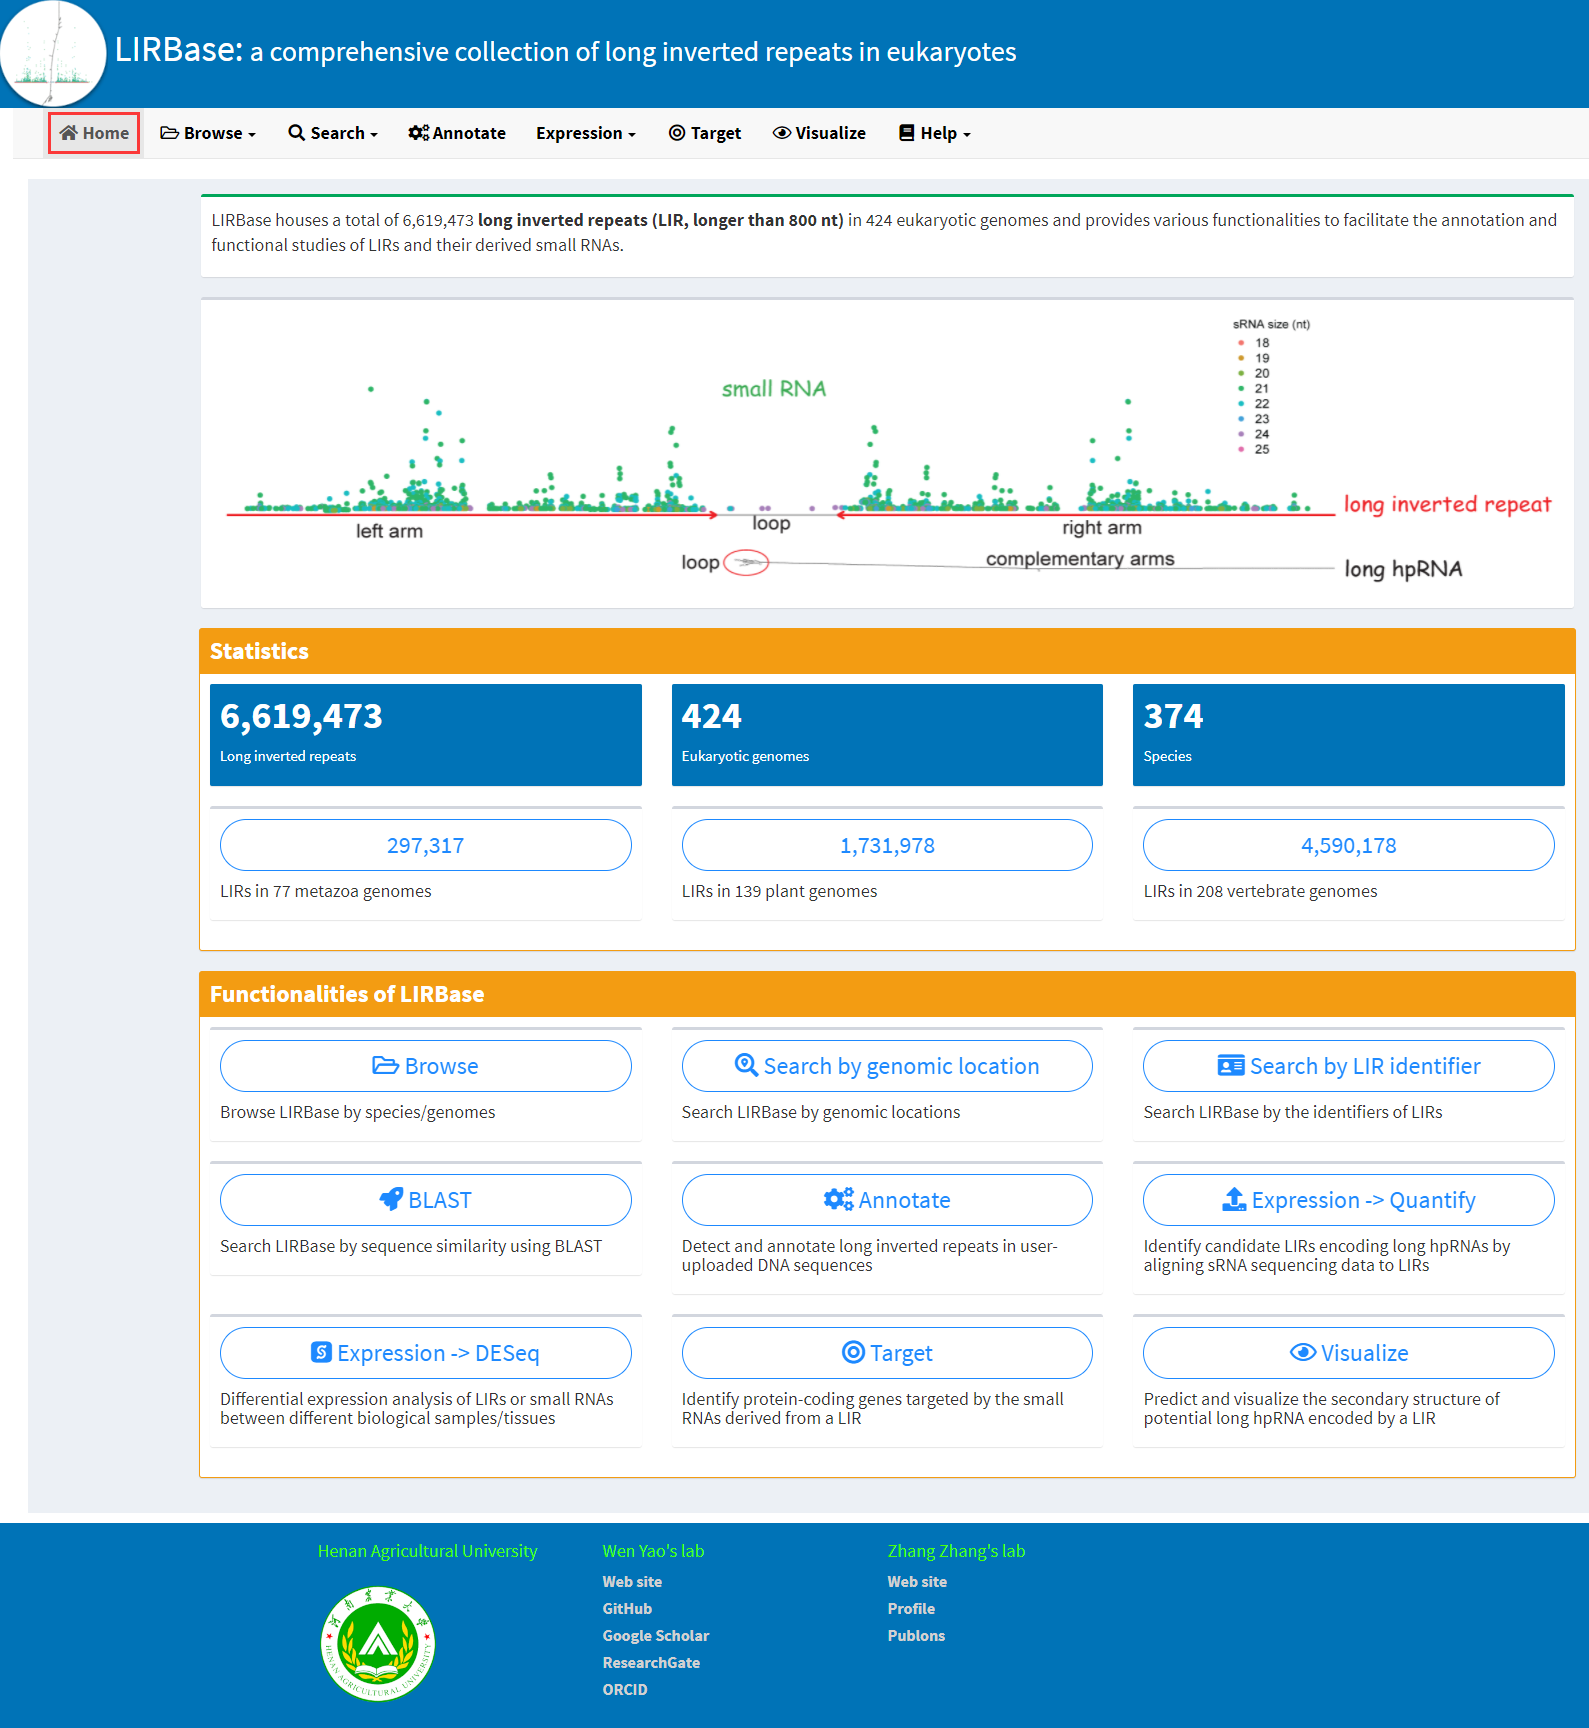 LIRBase: a comprehensive collection of long inverted repeats in eukaryotes
Home Browse Search Annotate Expression Target Visualize Help
LIRBase houses a total of 6,619,473 long inverted repeats (LIR, longer than 800 nt) in 424 eukaryotic genomes and provides various functionalities to facilitate the annotation and
functional studies of LIRs and their derived small RNAs.
sRNA size (nt)
18
19
20
21
22
23
24
25
small RNA
long inverted repeat
left arm
loop
right arm
loop
complementary arms
long hpRNA
Statistics
6,619,473
Long inverted repeats
424
Eukaryotic genomes
374
Species
297,317
LIRs in 77 metazoa genomes
1,731,978
LIRs in 139 plant genomes
4,590,178
LIRs in 208 vertebrate genomes
Functionalities of LIRBase
Browse
Browse LIRBase by species/genomes
Search by genomic location
Search LIRBase by genomic locations
Search by LIR identifier
Search LIRBase by the identifiers of LIRs
BLAST
Search LIRBase by sequence similarity using BLAST
Annotate
Detect and annotate long inverted repeats in user-
uploaded DNA sequences
Expression -> Quantify
Identify candidate LIRs encoding long hpRNAs by
aligning sRNA sequencing data to LIRs
Expression -> DESeq
Differential expression analysis of LIRs or small RNAs
between different biological samples/tissues
Target
Identify protein-coding genes targeted by the small
RNAs derived from a LIR
Visualize
Predict and visualize the secondary structure of
potential long hpRNA encoded by a LIR
Henan Agricultural University
HENAN AGRICULTURAL UNIVERSITY
Wen Yao's lab
Web site
GitHub
Google Scholar
ResearchGate
ORCID
Zhang Zhang's lab
Web site
Profile
Publons